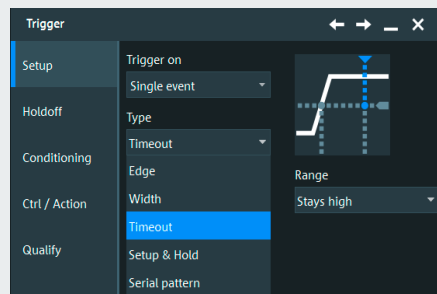 Trigger
Setup
Holdoff
Conditioning
Ctrl / Action
Qualify
Trigger on
Single event
Type
Timeout
Edge
Width
Timeout
Setup & Hold
Serial pattern
Range
Stays high